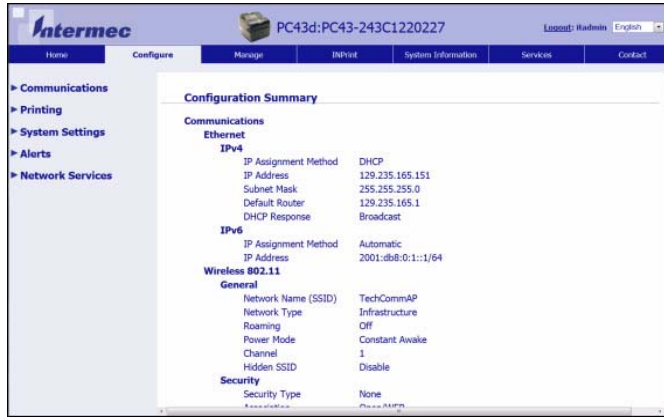 Intermec
PC43d:PC43-243C1220227
Logout: itadmin English
Home Configure Manage INPrint System Information Services Contact
Communications
Printing
System Settings
Alerts
Network Services
Configuration Summary
Communications
Ethernet
IPv4
IP Assignment Method DHCP
IP Address 129.235.165.151
Subnet Mask 255.255.255.0
Default Router 129.235.165.1
DHCP Response Broadcast
IPv6
IP Assignment Method Automatic
IP Address 2001:db8:0:1::1/64
Wireless 802.11
General
Network Name (SSID) TechCommAP
Network Type Infrastructure
Roaming Off
Power Mode Constant Awake
Channel 1
Hidden SSID Disable
Security
Security Type None
Association Open/WEP